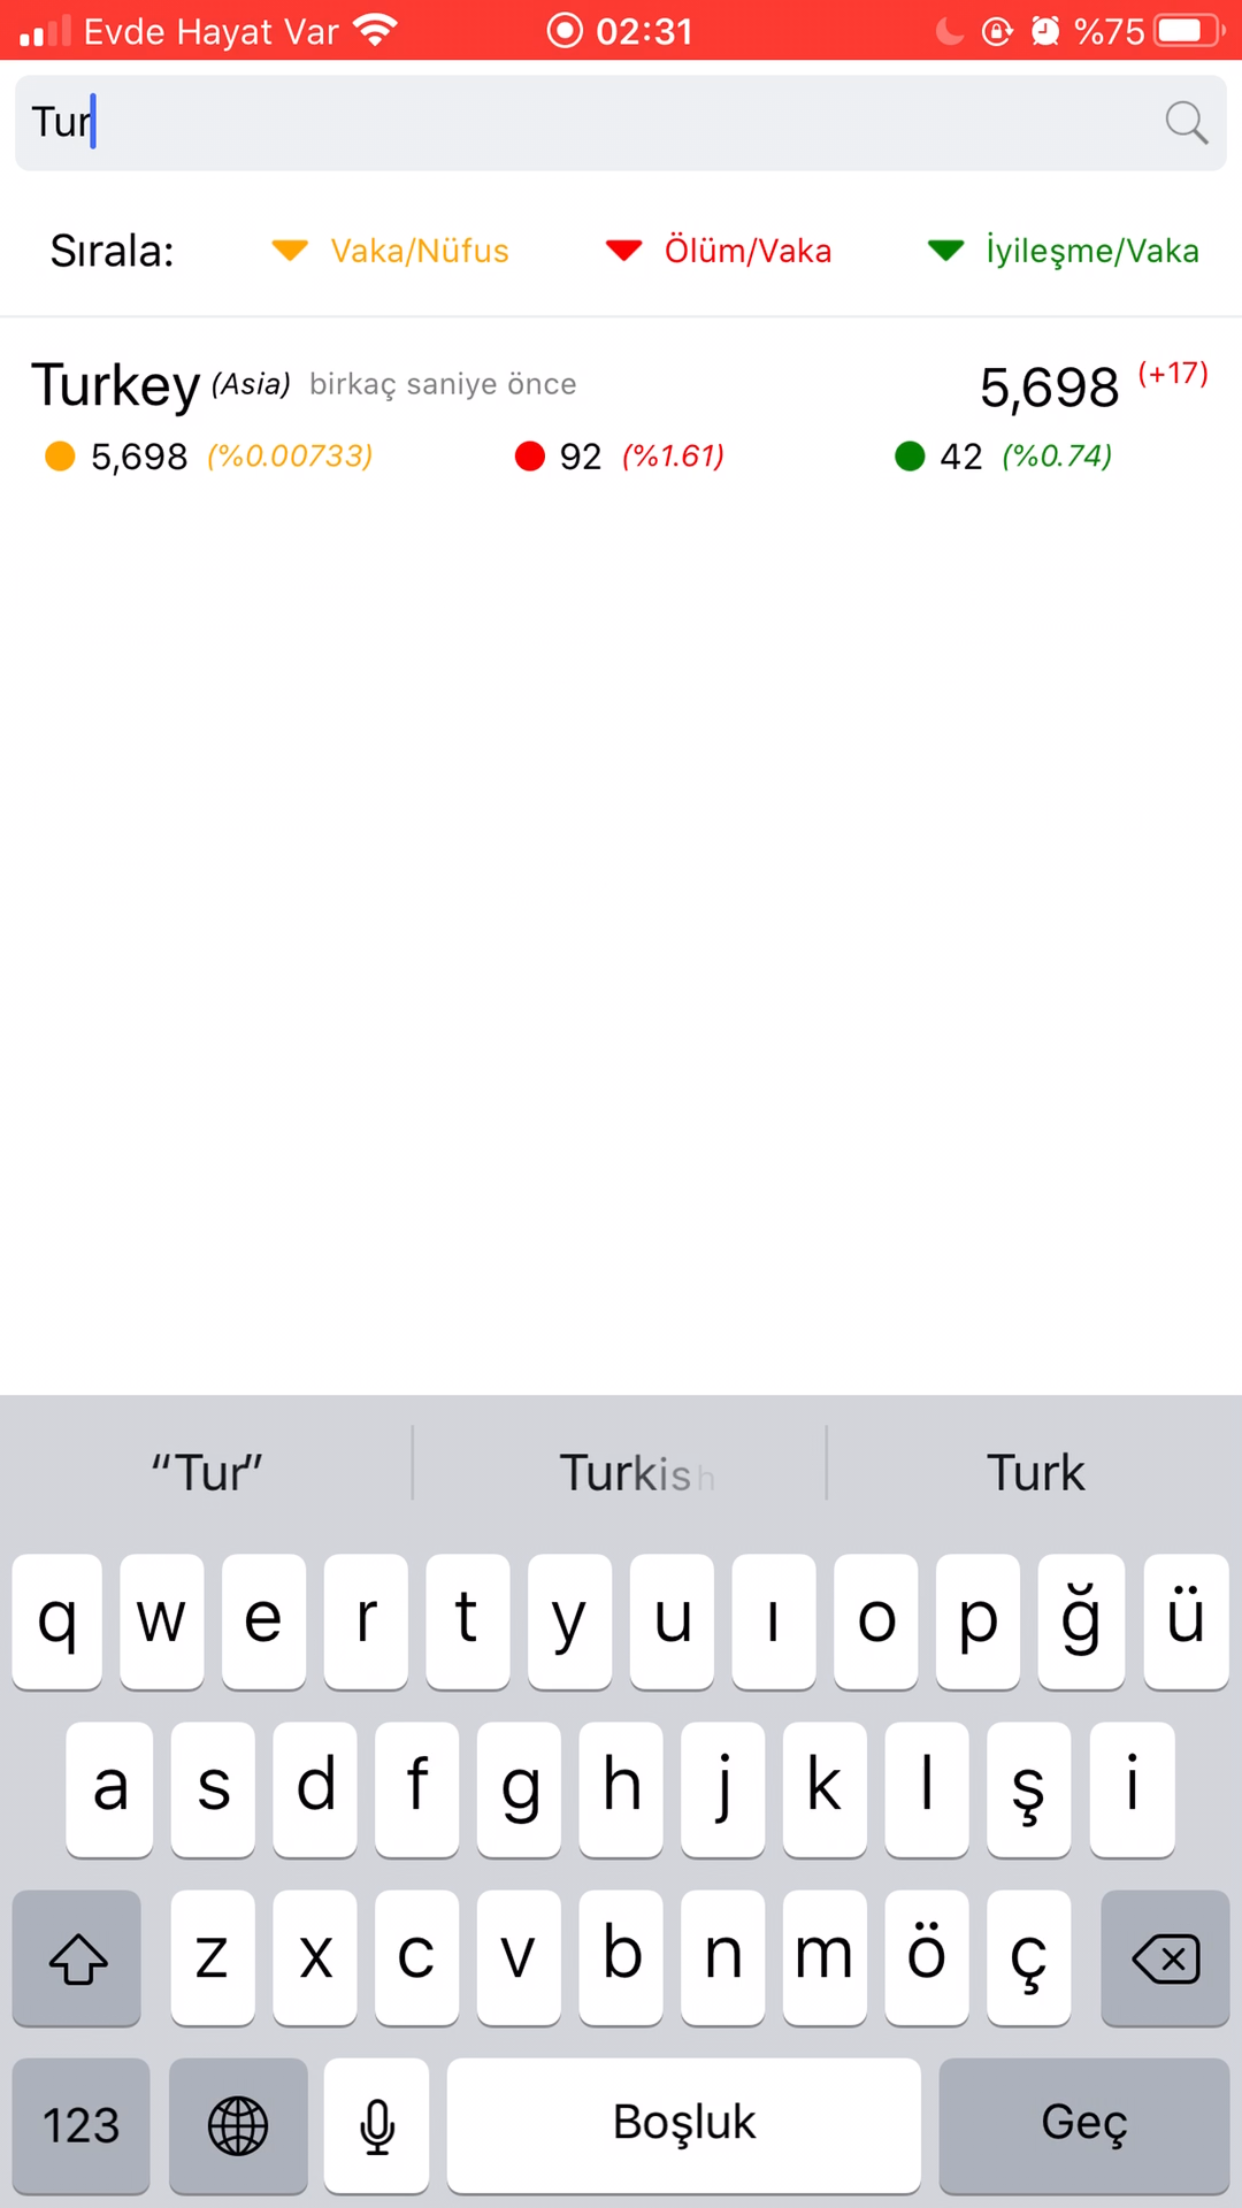 Evde Hayat Var 02:31 %75
Tur
Sırala: Vaka/Nüfus Ölüm/Vaka İyileşme/Vaka
Turkey (Asia) birkaç saniye önce 5,698 (+17)
5,698 (%0.00733) 92 (%1.61) 42 (%0.74)
“Tur” Turkish Turk
q w e r t y u ı o p ğ ü
a s d f g h j k l ş i
z x c v b n m ö ç
123 Boşluk Geç